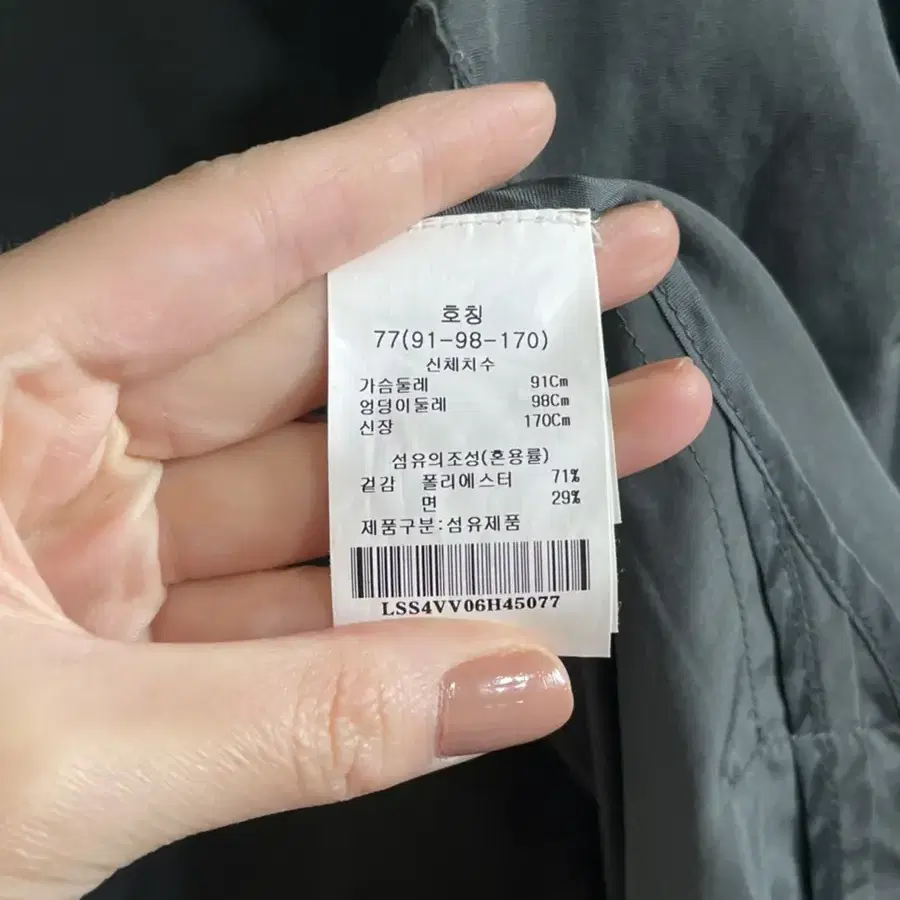 호칭
77(91-98-170)
신체치수
가슴둘레 91Cm
엉덩이둘레 98Cm
신장 170Cm
섬유의조성(혼용률)
겉감 폴리에스터 71%
면 29%
제품구분:섬유제품
LSS4VV06H45077